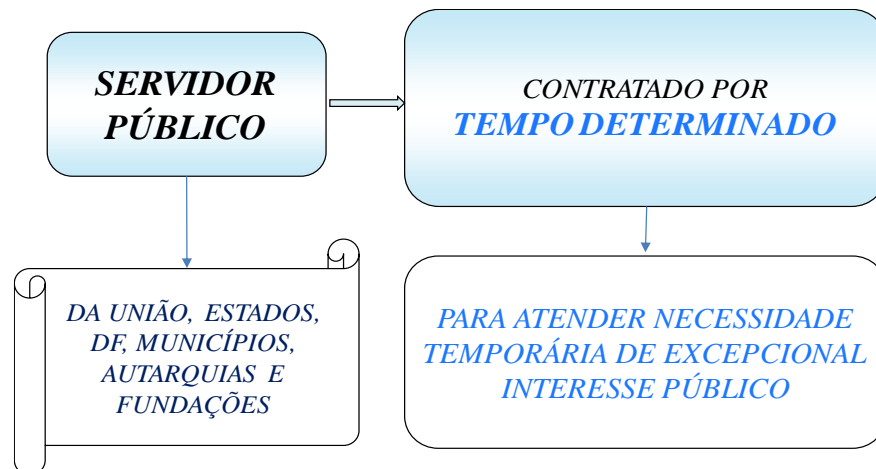 SERVIDOR
PÚBLICO
CONTRATADO POR
TEMPO DETERMINADO
DA UNIÃO, ESTADOS,
DF, MUNICÍPIOS,
AUTARQUIAS E
FUNDAÇÕES
PARA ATENDER NECESSIDADE
TEMPORÁRIA DE EXCEPCIONAL
INTERESSE PÚBLICO